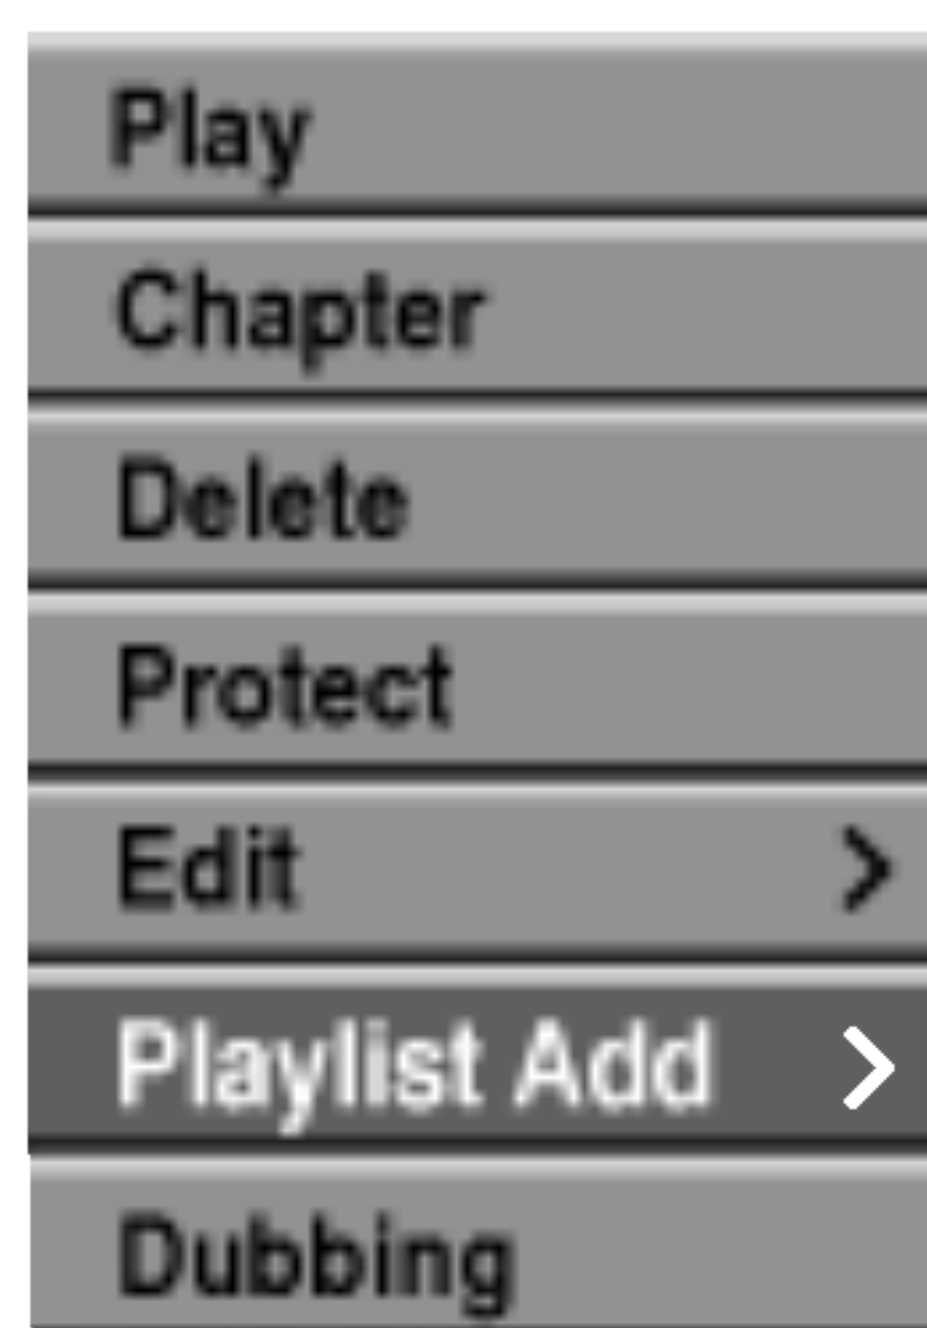 Play
Chapter
Delete
Protect
Edit >
Playlist Add >
Dubbing